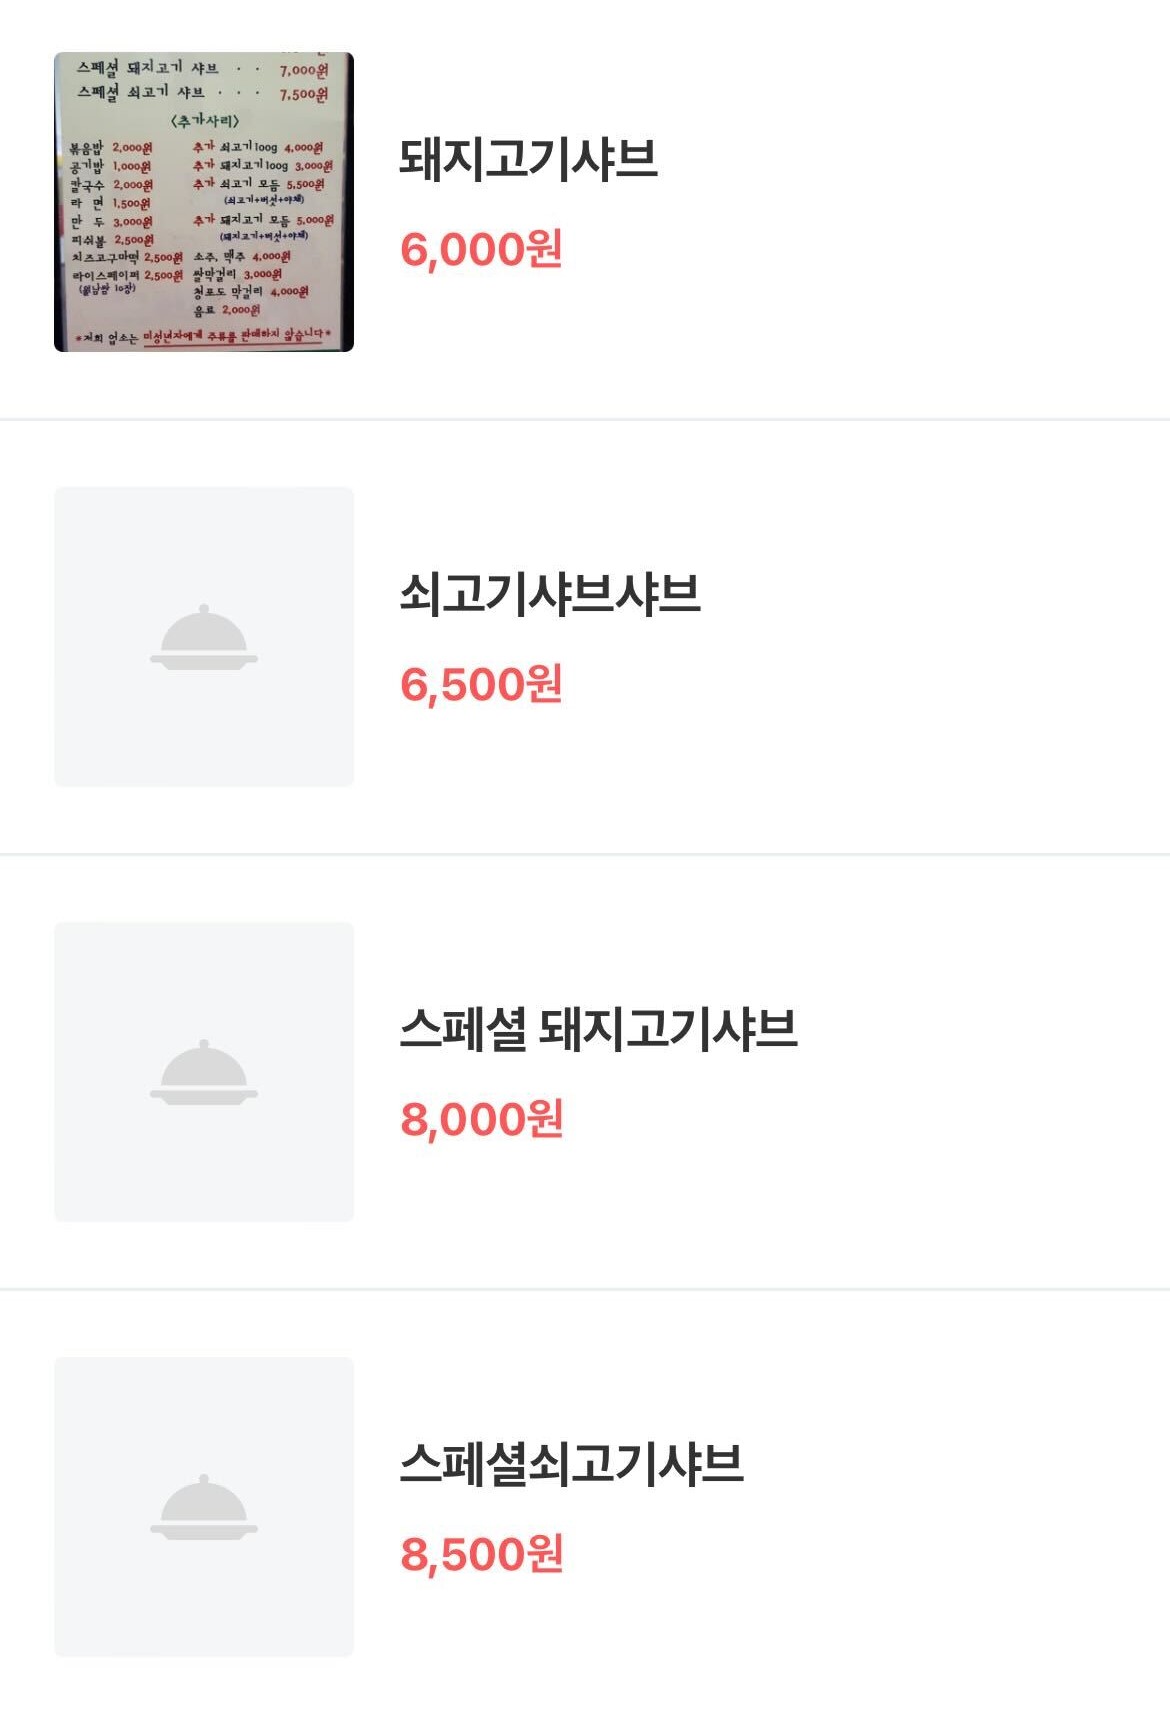 스페셜 돼지고기 샤브 · · 7,000원
스페셜 쇠고기 샤브 · · · 7,500원
<추가사리>
볶음밥 2,000원
공기밥 1,000원
칼국수 2,000원
라 면 1,500원
만 두 3,000원
피쉬볼 2,500원
치즈고구마떡 2,500원
라이스페이퍼 2,500원
(월남쌈 10장)
추가 쇠고기100g 4,000원
추가 돼지고기100g 3,000원
추가 쇠고기 모듬 5,500원
(쇠고기+버섯+야채)
추가 돼지고기 모듬 5,000원
(돼지고기+버섯+야채)
소주, 맥주 4,000원
쌀막걸리 3,000원
청포도 막걸리 4,000원
음료 2,000원
*저희 업소는 미성년자에게 주류를 판매하지 않습니다*
돼지고기샤브
6,000원
쇠고기샤브샤브
6,500원
스페셜 돼지고기샤브
8,000원
스페셜쇠고기샤브
8,500원